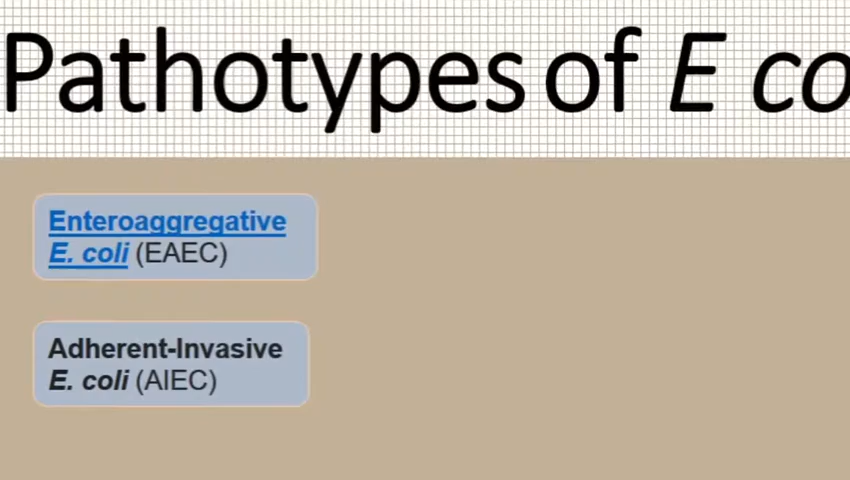 Pathotypes of E co
Enteroaggregative
E. coli (EAEC)
Adherent-Invasive
E. coli (AIEC)